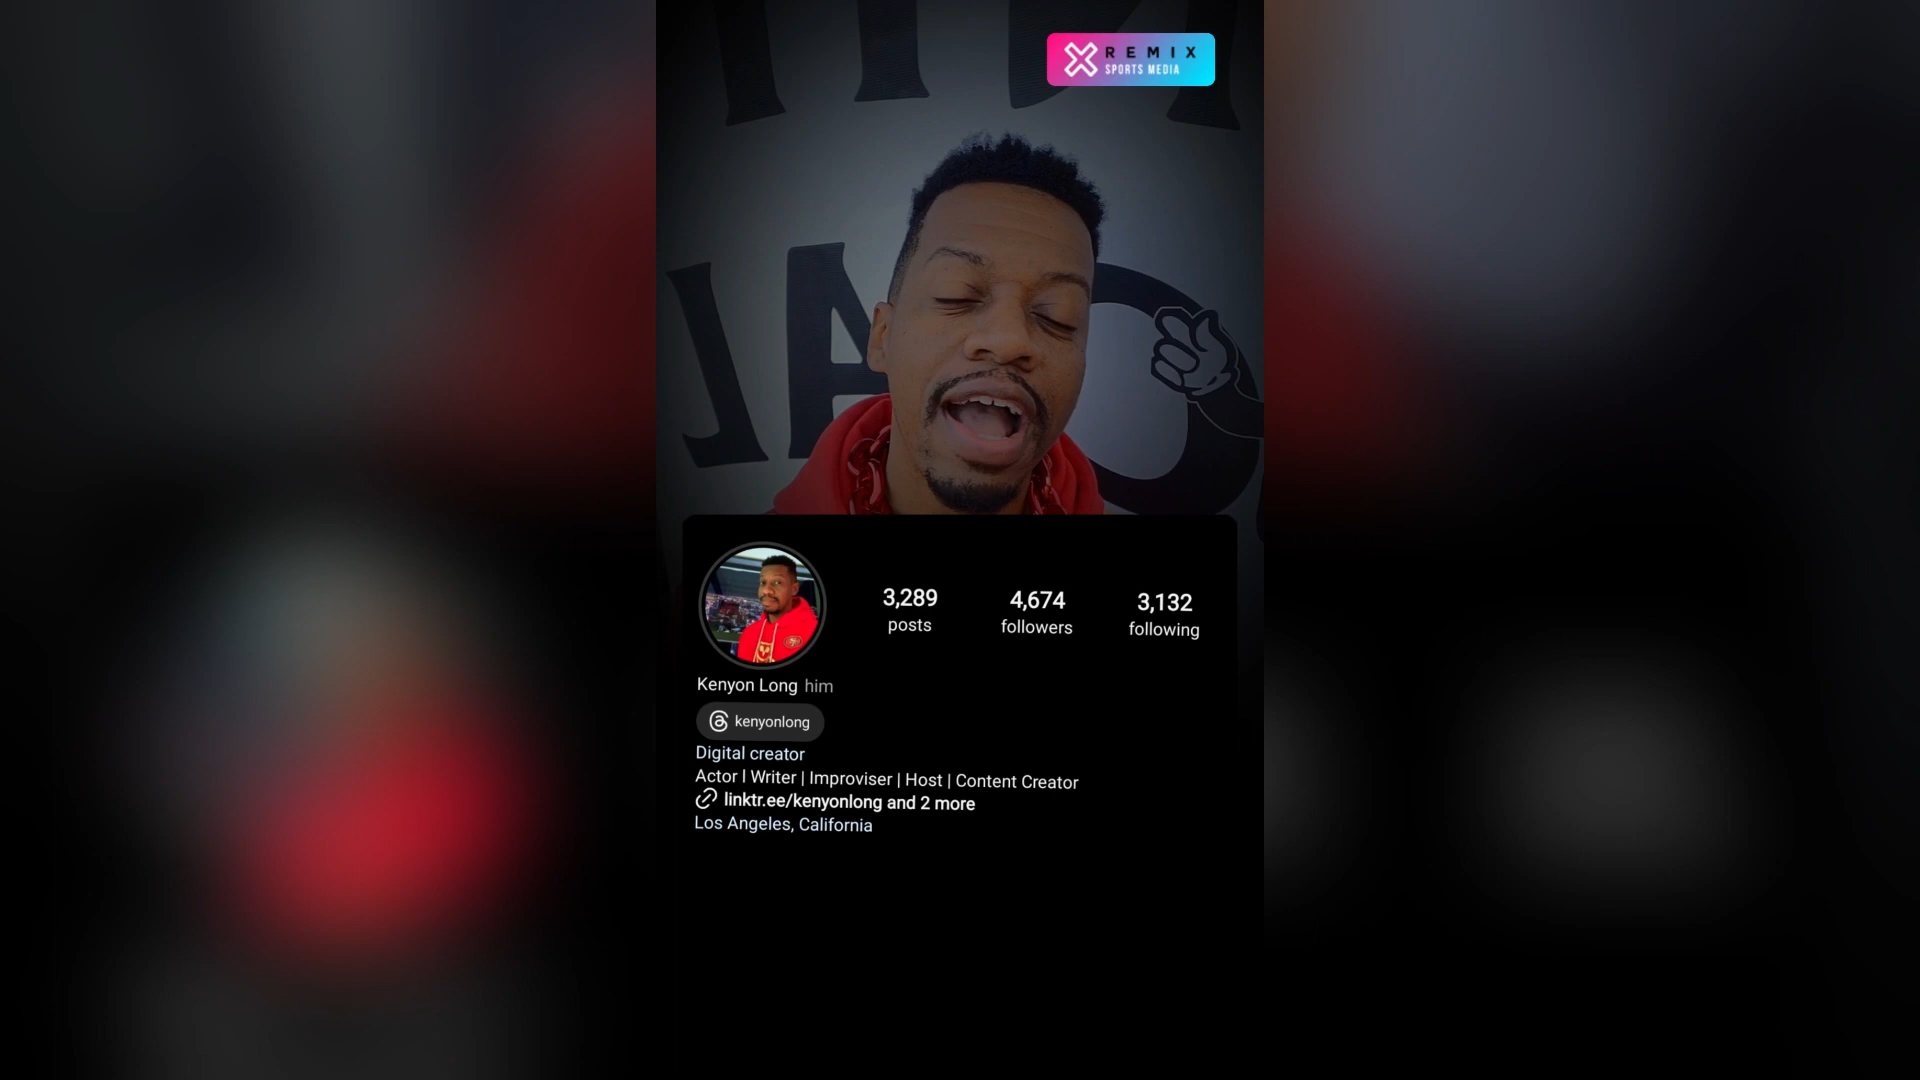 REMIX
SPORTS MEDIA
3,289
posts
4,674
followers
3,132
following
Kenyon Long him
kenyonlong
Digital creator
Actor I Writer | Improviser | Host | Content Creator
linktr.ee/kenyonlong and 2 more
Los Angeles, California